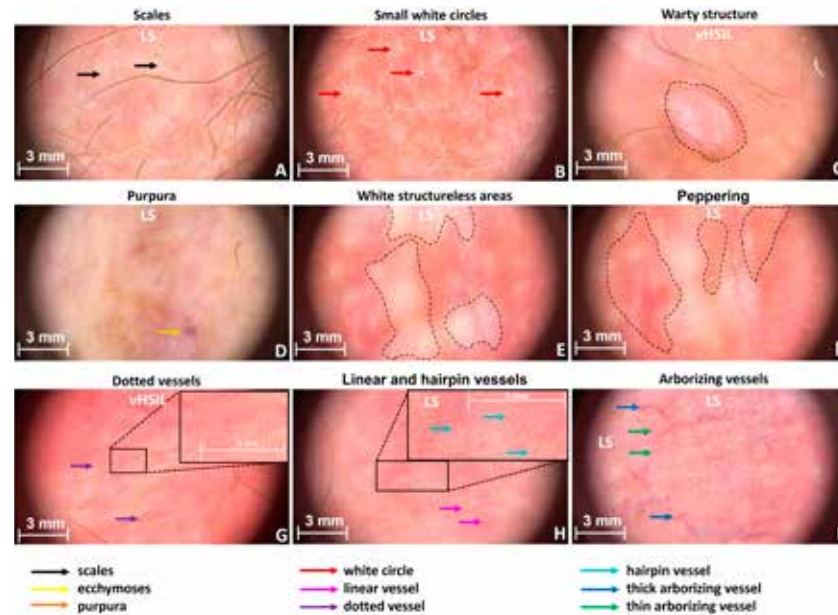 Scales
Small white circles
Warty structure
LS
LS
vHSIL
3 mm
A
3 mm
B
3 mm
Purpura
White structureless areas
Peppering
LS
LS
LS
3 mm
D
3 mm
E
3 mm
Dotted vessels
Linear and hairpin vessels
Arborizing vessels
vHSIL
LS
LS
LS
3 mm
G
3 mm
H
3 mm
scales
white circle
hairpin vessel
ecchymoses
linear vessel
thick arborizing vessel
purpura
dotted vessel
thin arborizing vessel